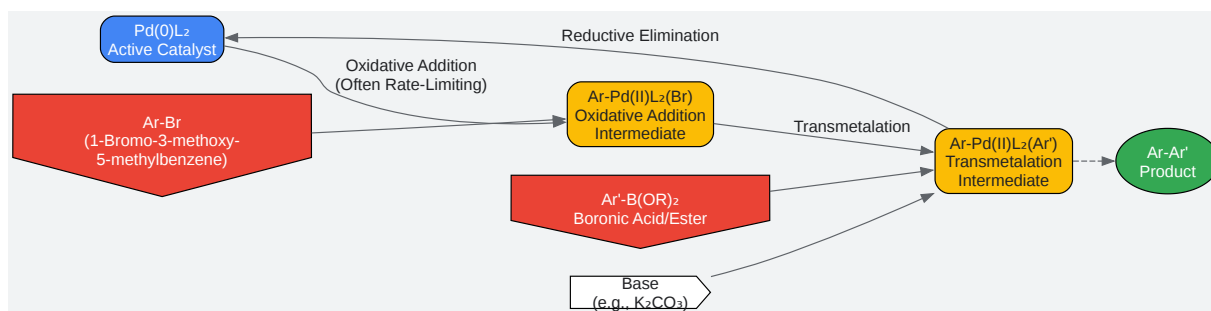 Pd(0)L₂
Active Catalyst
Reductive Elimination
Oxidative Addition
(Often Rate-Limiting)
Ar-Br
(1-Bromo-3-methoxy-
5-methylbenzene)
Ar-Pd(II)L₂(Br)
Oxidative Addition
Intermediate
Transmetalation
Ar-Pd(II)L₂(Ar')
Transmetalation
Intermediate
Ar-Ar'
Product
Ar'-B(OR)₂
Boronic Acid/Ester
Base
(e.g., K₂CO₃)